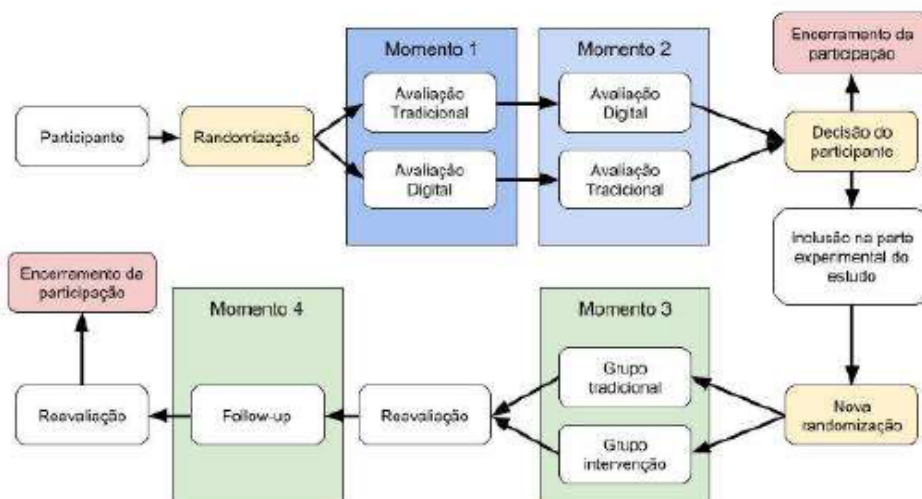 Momento 1
Momento 2
Encerramento da
participação
Participante
Randomização
Avaliação
Tradicional
Avaliação
Digital
Decisão do
participante
Avaliação
Digital
Avaliação
Tradicional
Inclusão na parte
experimental do
estudo
Encerramento da
participação
Momento 4
Momento 3
Grupo
tradicional
Reavaliação
Follow-up
Reavaliação
Nova
randomização
Grupo
intervenção